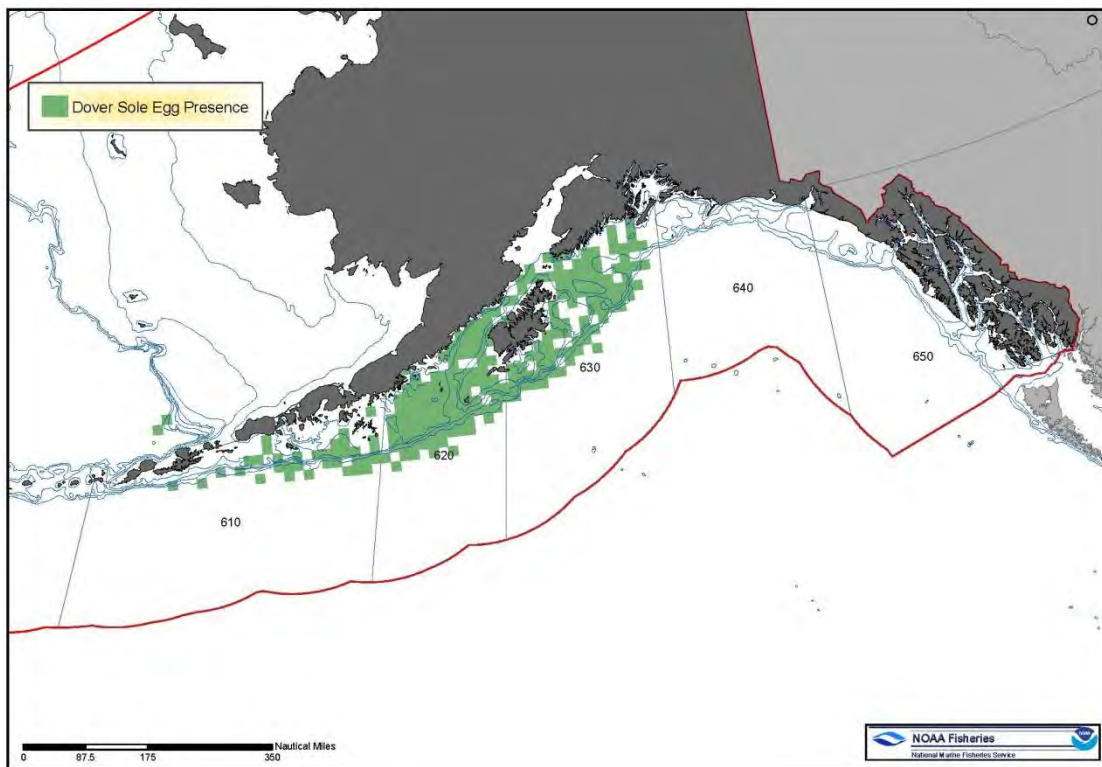 Dover Sole Egg Presence
640
650
630
620
610
Nautical Miles
0 87.5 175 350
NOAA Fisheries
National Marine Fisheries Service